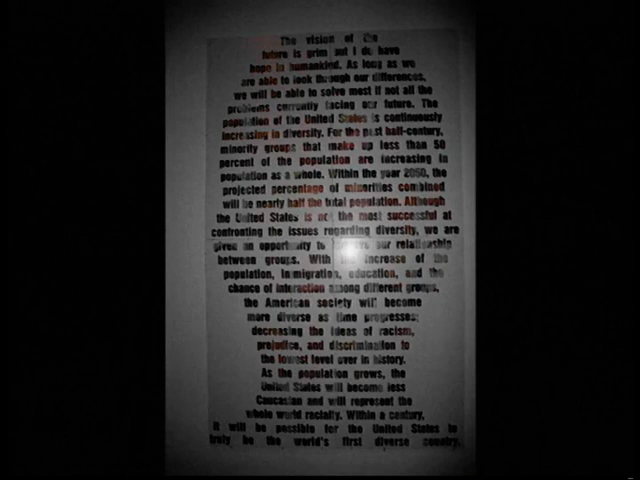 The vision of the
future is grim but I do have
hope in humankind. As long as we
are able to look through our differences,
we will be able to solve most if not all the
problems currently facing our future. The
population of the United States is continuously
increasing in diversity. For the past half-century,
minority groups that make up less than 50
percent of the population are increasing in
population as a whole. Within the year 2050, the
projected percentage of minorities combined
will be nearly half the total population. Although
the United States is not the most successful at
confronting the issues regarding diversity, we are
given an opportunity to our relationship
between groups. With the increase of the
population, immigration, education, and the
chance of interaction among different groups,
the American society will become
more diverse as time progresses;
decreasing the ideas of racism,
prejudice, and discrimination to
the lowest level ever in history.
As the population grows, the
United States will become less
Caucasian and will represent the
whole world racially. Within a century,
it will be possible for the United States to
truly be the world's first diverse country.